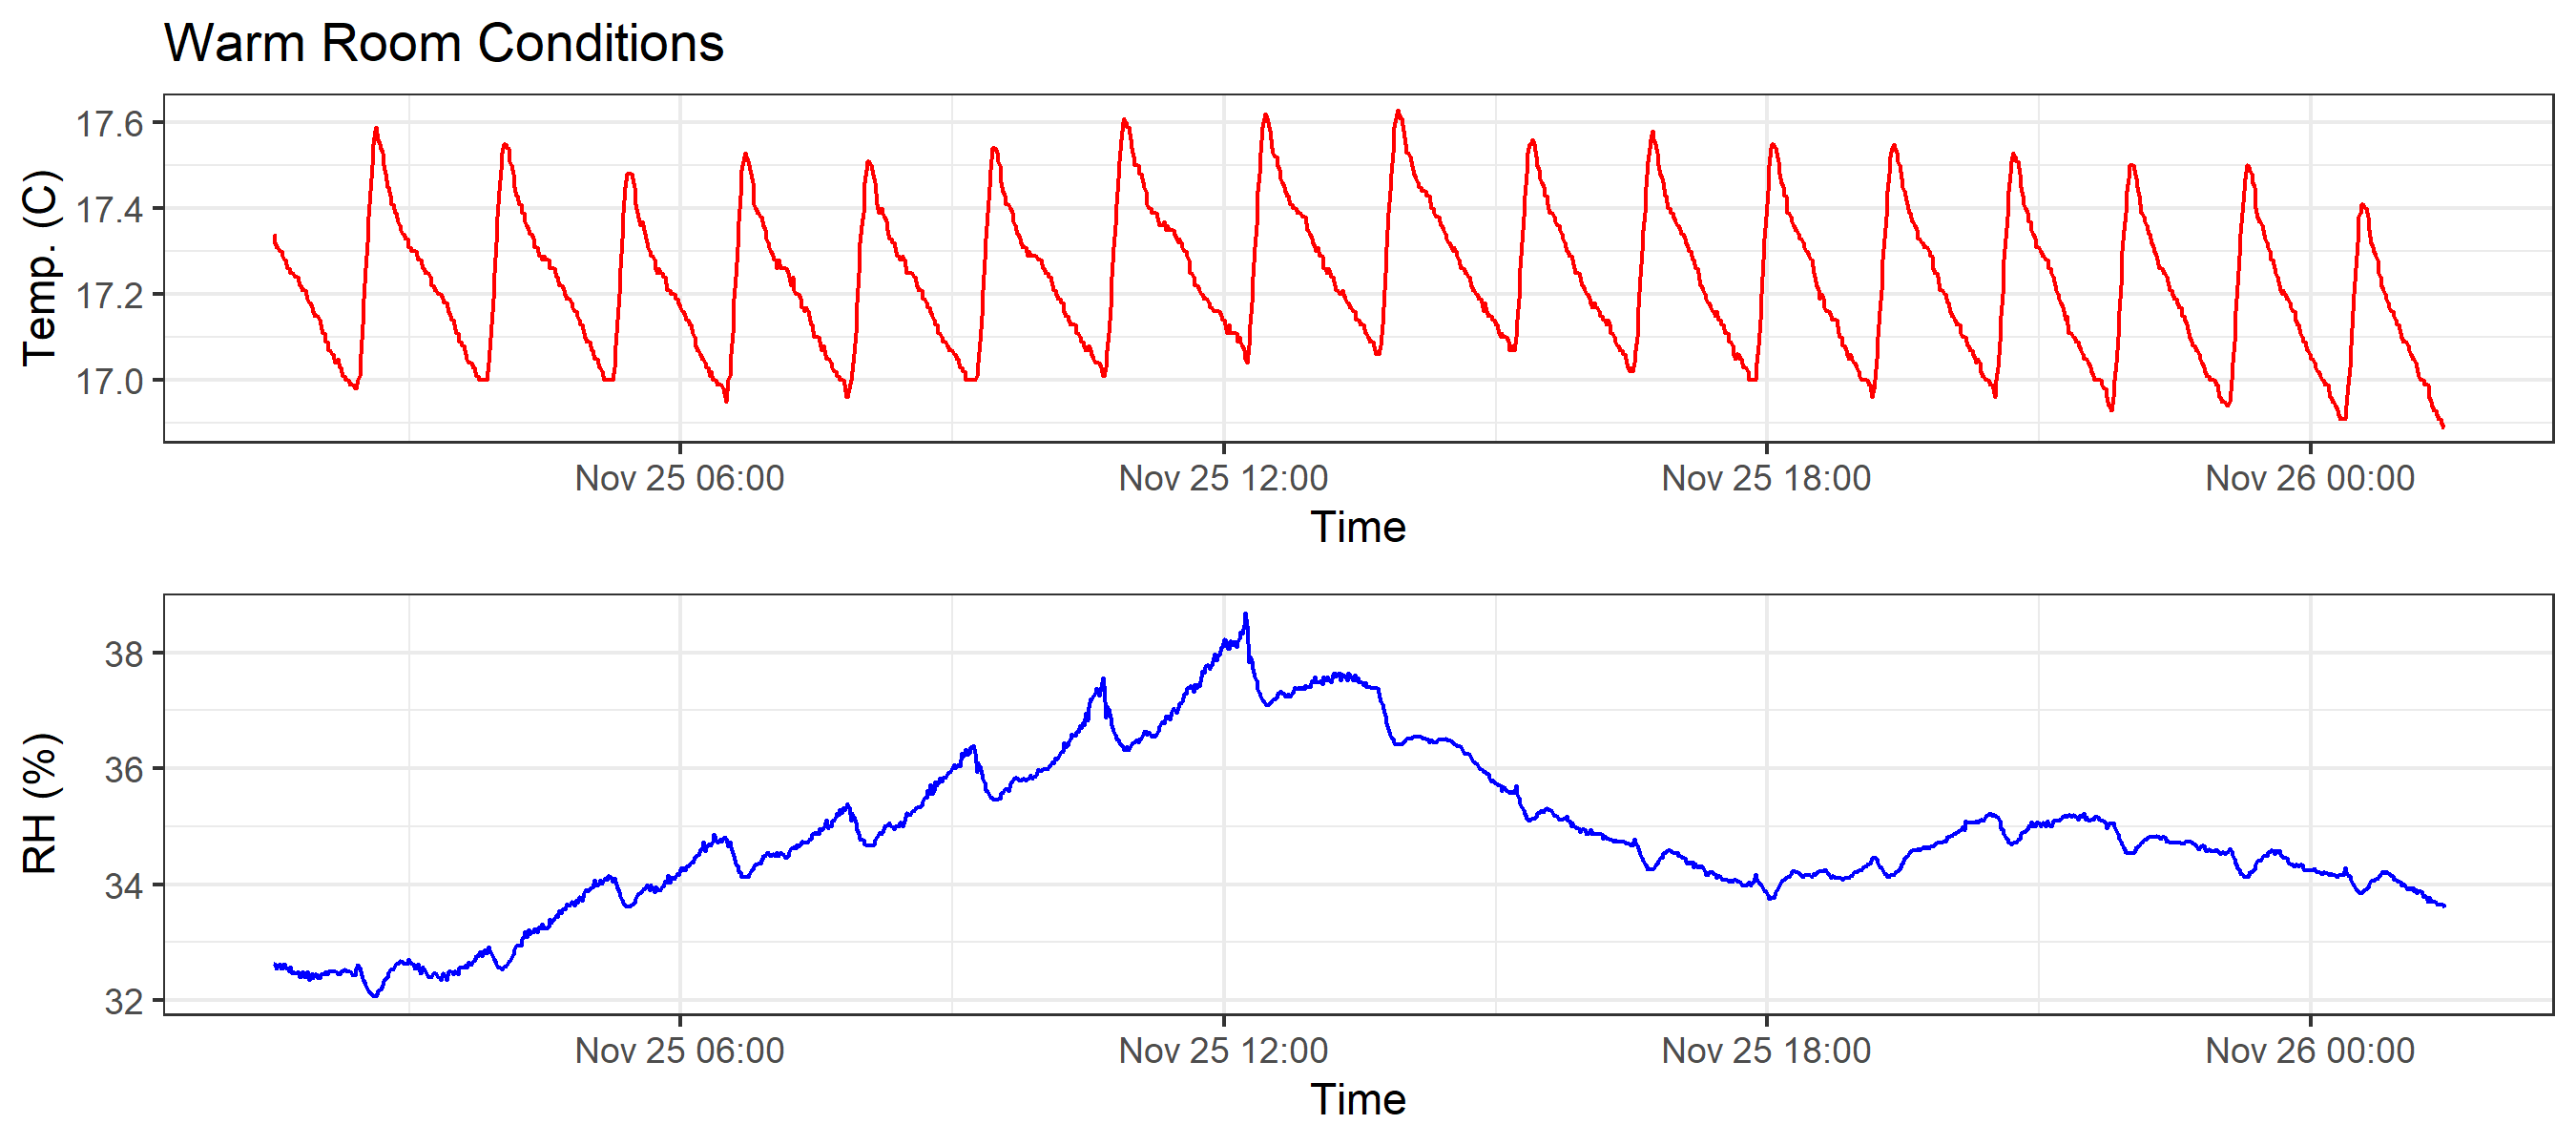 Warm Room Conditions
Temp. (C)
17.6
17.4
17.2
17.0
Nov 25 06:00 Nov 25 12:00 Nov 25 18:00 Nov 26 00:00
Time
RH (%)
38
36
34
32
Nov 25 06:00 Nov 25 12:00 Nov 25 18:00 Nov 26 00:00
Time